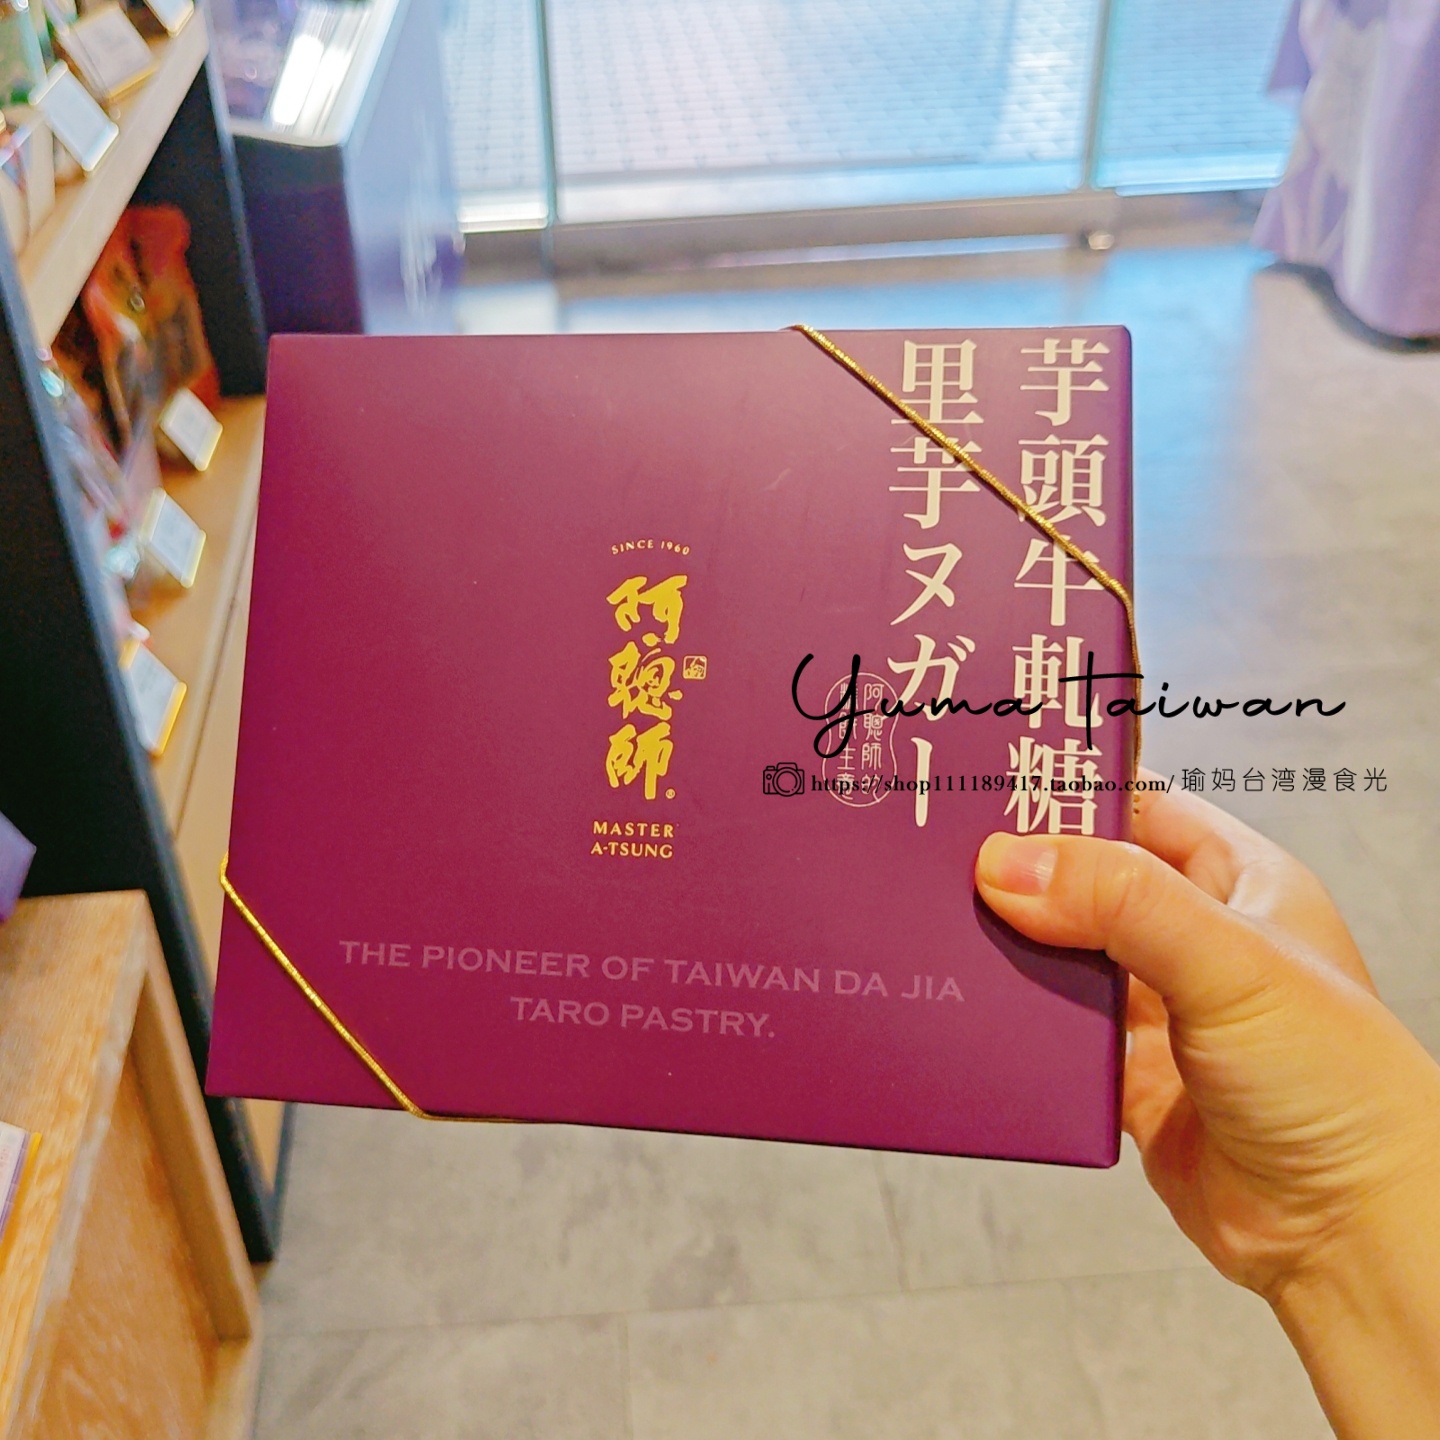 芋頭牛軋糖
里芋ヌガー
SINCE 1960
阿聰師
MASTER
A-TSUNG
THE PIONEER OF TAIWAN DA JIA
TARO PASTRY.
Yuma Taiwan
https://shop111189417.taobao.com/瑜妈台湾漫食光